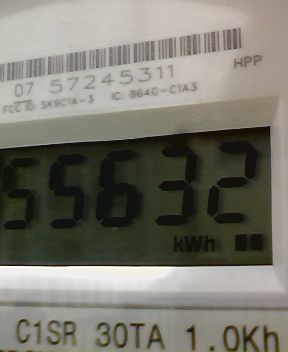 07 57245311
HPP
FCC ID: SK9C1A-3 IC: 864G-C1A3
55632
kWh
C1SR 30TA 1.0Kh